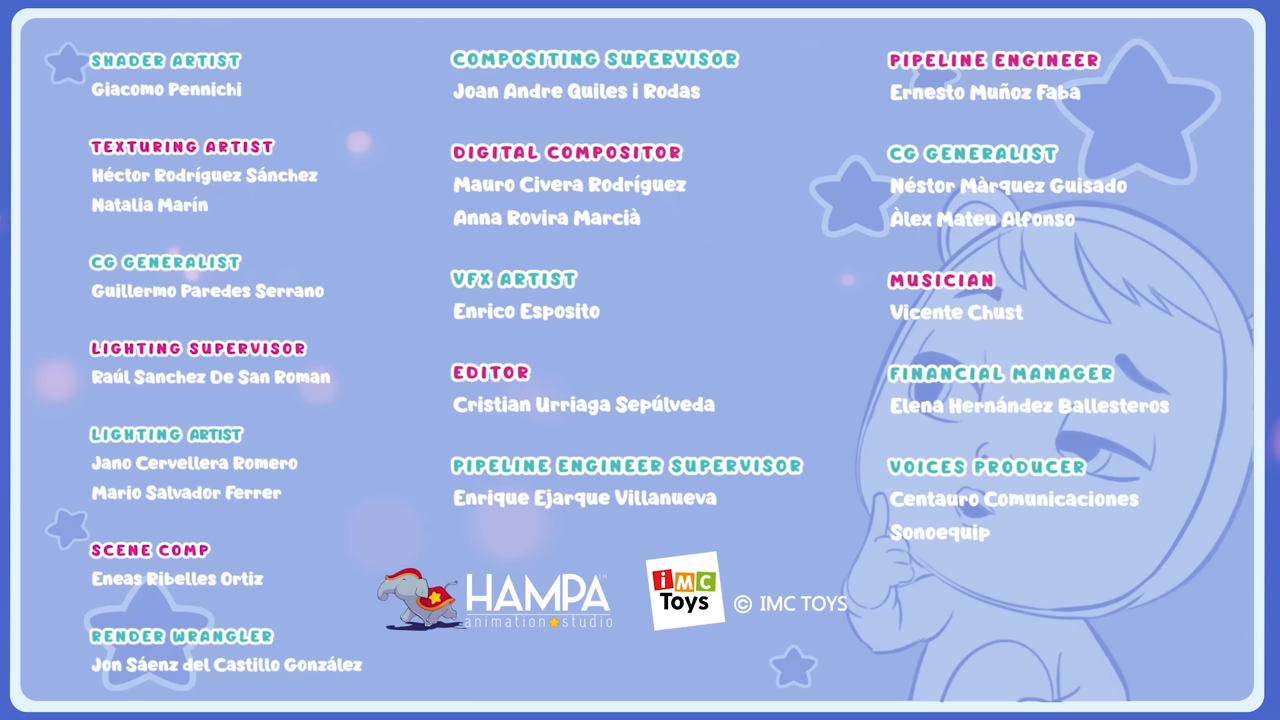 SHADER ARTIST
Giacomo Pennichi
TEXTURING ARTIST
Héctor Rodríguez Sánchez
Natalia Marín
CG GENERALIST
Guillermo Paredes Serrano
LIGHTING SUPERVISOR
Raúl Sanchez De San Roman
LIGHTING ARTIST
Jano Cervellera Romero
Mario Salvador Ferrer
SCENE COMP
Eneas Ribelles Ortiz
RENDER WRANGLER
Jon Sáenz del Castillo González
COMPOSITING SUPERVISOR
Joan Andre Quiles i Rodas
DIGITAL COMPOSITOR
Mauro Civera Rodríguez
Anna Rovira Marcià
VFX ARTIST
Enrico Esposito
EDITOR
Cristian Urriaga Sepúlveda
PIPELINE ENGINEER SUPERVISOR
Enrique Ejarque Villanueva
PIPELINE ENGINEER
Ernesto Muñoz Faba
CG GENERALIST
Néstor Màrquez Guisado
Àlex Mateu Alfonso
MUSICIAN
Vicente Chust
FINANCIAL MANAGER
Elena Hernández Ballesteros
VOICES PRODUCER
Centauro Comunicaciones
Sonoequip
HAMPA™
animation studio
iMC
Toys
© IMC TOYS